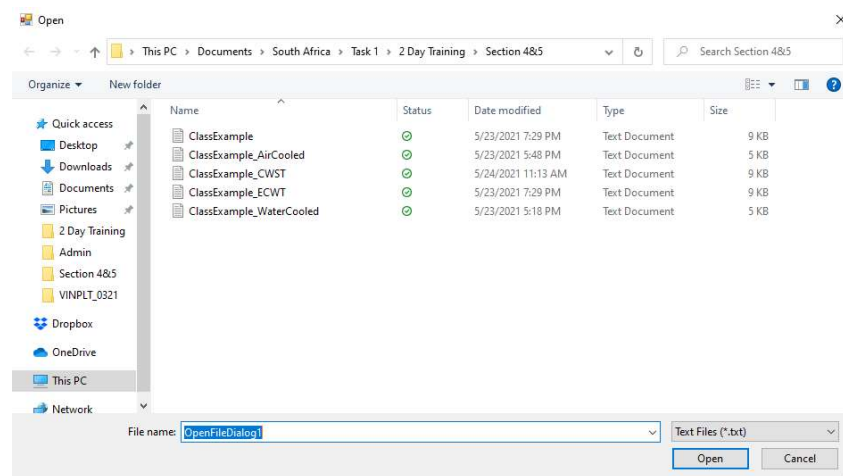 Open
This PC > Documents > South Africa > Task 1 > 2 Day Training > Section 4&5
Search Section 4&5
Organize
New folder
Name Status Date modified Type Size
Quick access
Desktop
Downloads
Documents
Pictures
2 Day Training
Admin
Section 4&5
VINPLT_0321
Dropbox
OneDrive
This PC
Network
ClassExample 5/23/2021 7:29 PM Text Document 9 KB
ClassExample_AirCooled 5/23/2021 5:48 PM Text Document 5 KB
ClassExample_CWST 5/24/2021 11:13 AM Text Document 9 KB
ClassExample_ECWT 5/23/2021 7:29 PM Text Document 9 KB
ClassExample_WaterCooled 5/23/2021 5:18 PM Text Document 5 KB
File name: OpenFileDialog1 Text Files (*.txt)
Open Cancel